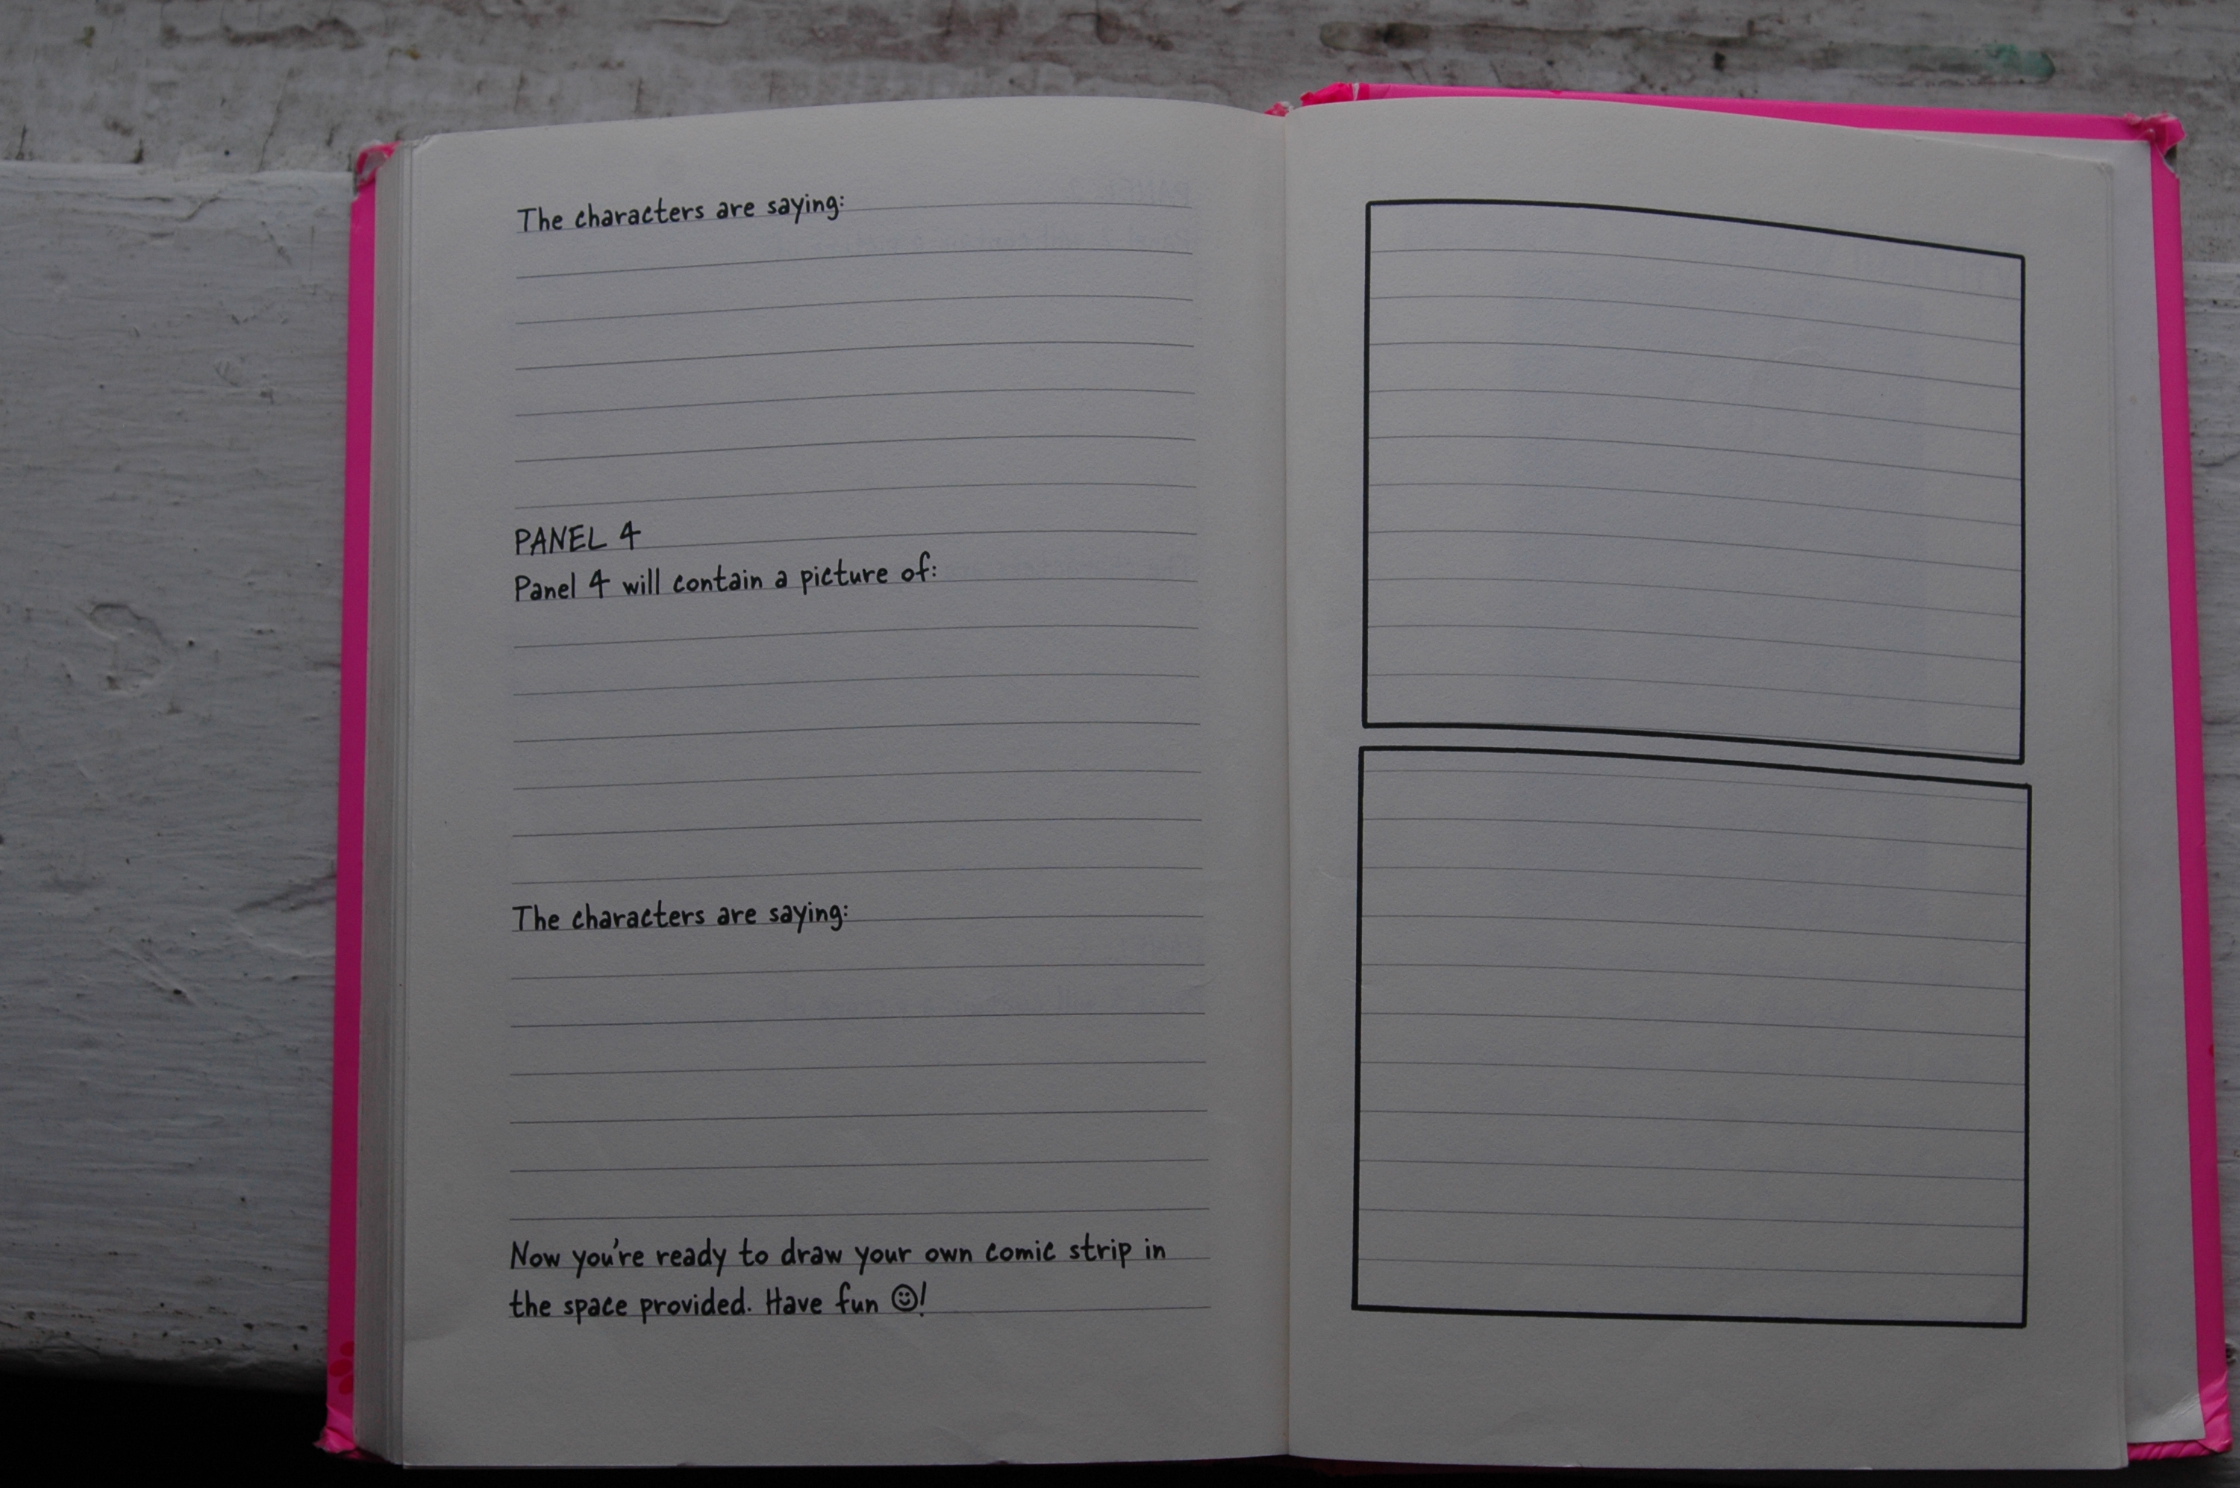 The characters are saying:
PANEL 4
Panel 4 will contain a picture of:
The characters are saying:
Now you're ready to draw your own comic strip in
the space provided. Have fun ☺!